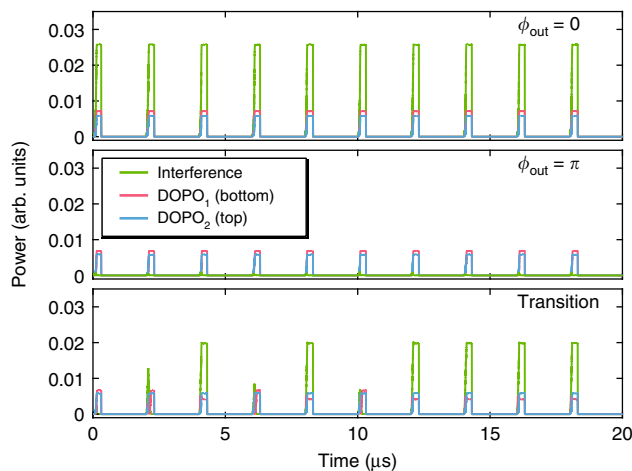 ϕout = 0
0.03
0.02
0.01
0
ϕout = π
0.03
0.02
0.01
0
Interference
DOPO1 (bottom)
DOPO2 (top)
Power (arb. units)
Transition
0.03
0.02
0.01
0
0 5 10 15 20
Time (μs)